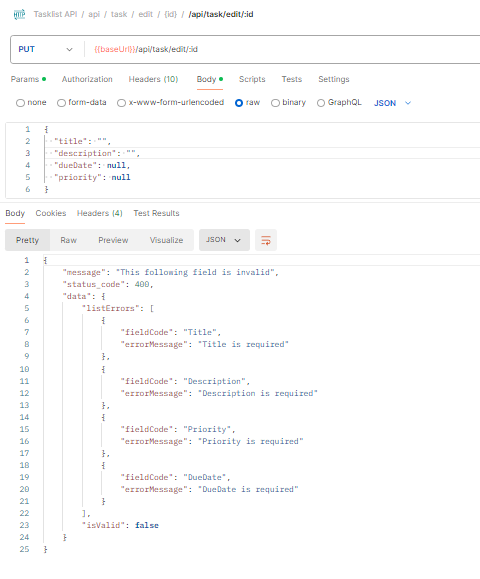 HTTP Tasklist API / api / task / edit / {id} / /api/task/edit/:id
PUT {{baseUrl}}/api/task/edit/:id
Params Authorization Headers (10) Body Scripts Tests Settings
none form-data x-www-form-urlencoded raw binary GraphQL JSON
1 {
2 "title": "",
3 "description": "",
4 "dueDate": null,
5 "priority": null
6 }
Body Cookies Headers (4) Test Results
Pretty Raw Preview Visualize JSON
1 {
2 "message": "This following field is invalid",
3 "status_code": 400,
4 "data": {
5 "listErrors": [
6 {
7 "fieldCode": "Title",
8 "errorMessage": "Title is required"
9 },
10 {
11 "fieldCode": "Description",
12 "errorMessage": "Description is required"
13 },
14 {
15 "fieldCode": "Priority",
16 "errorMessage": "Priority is required"
17 },
18 {
19 "fieldCode": "DueDate",
20 "errorMessage": "DueDate is required"
21 }
22 ],
23 "isValid": false
24 }
25 }